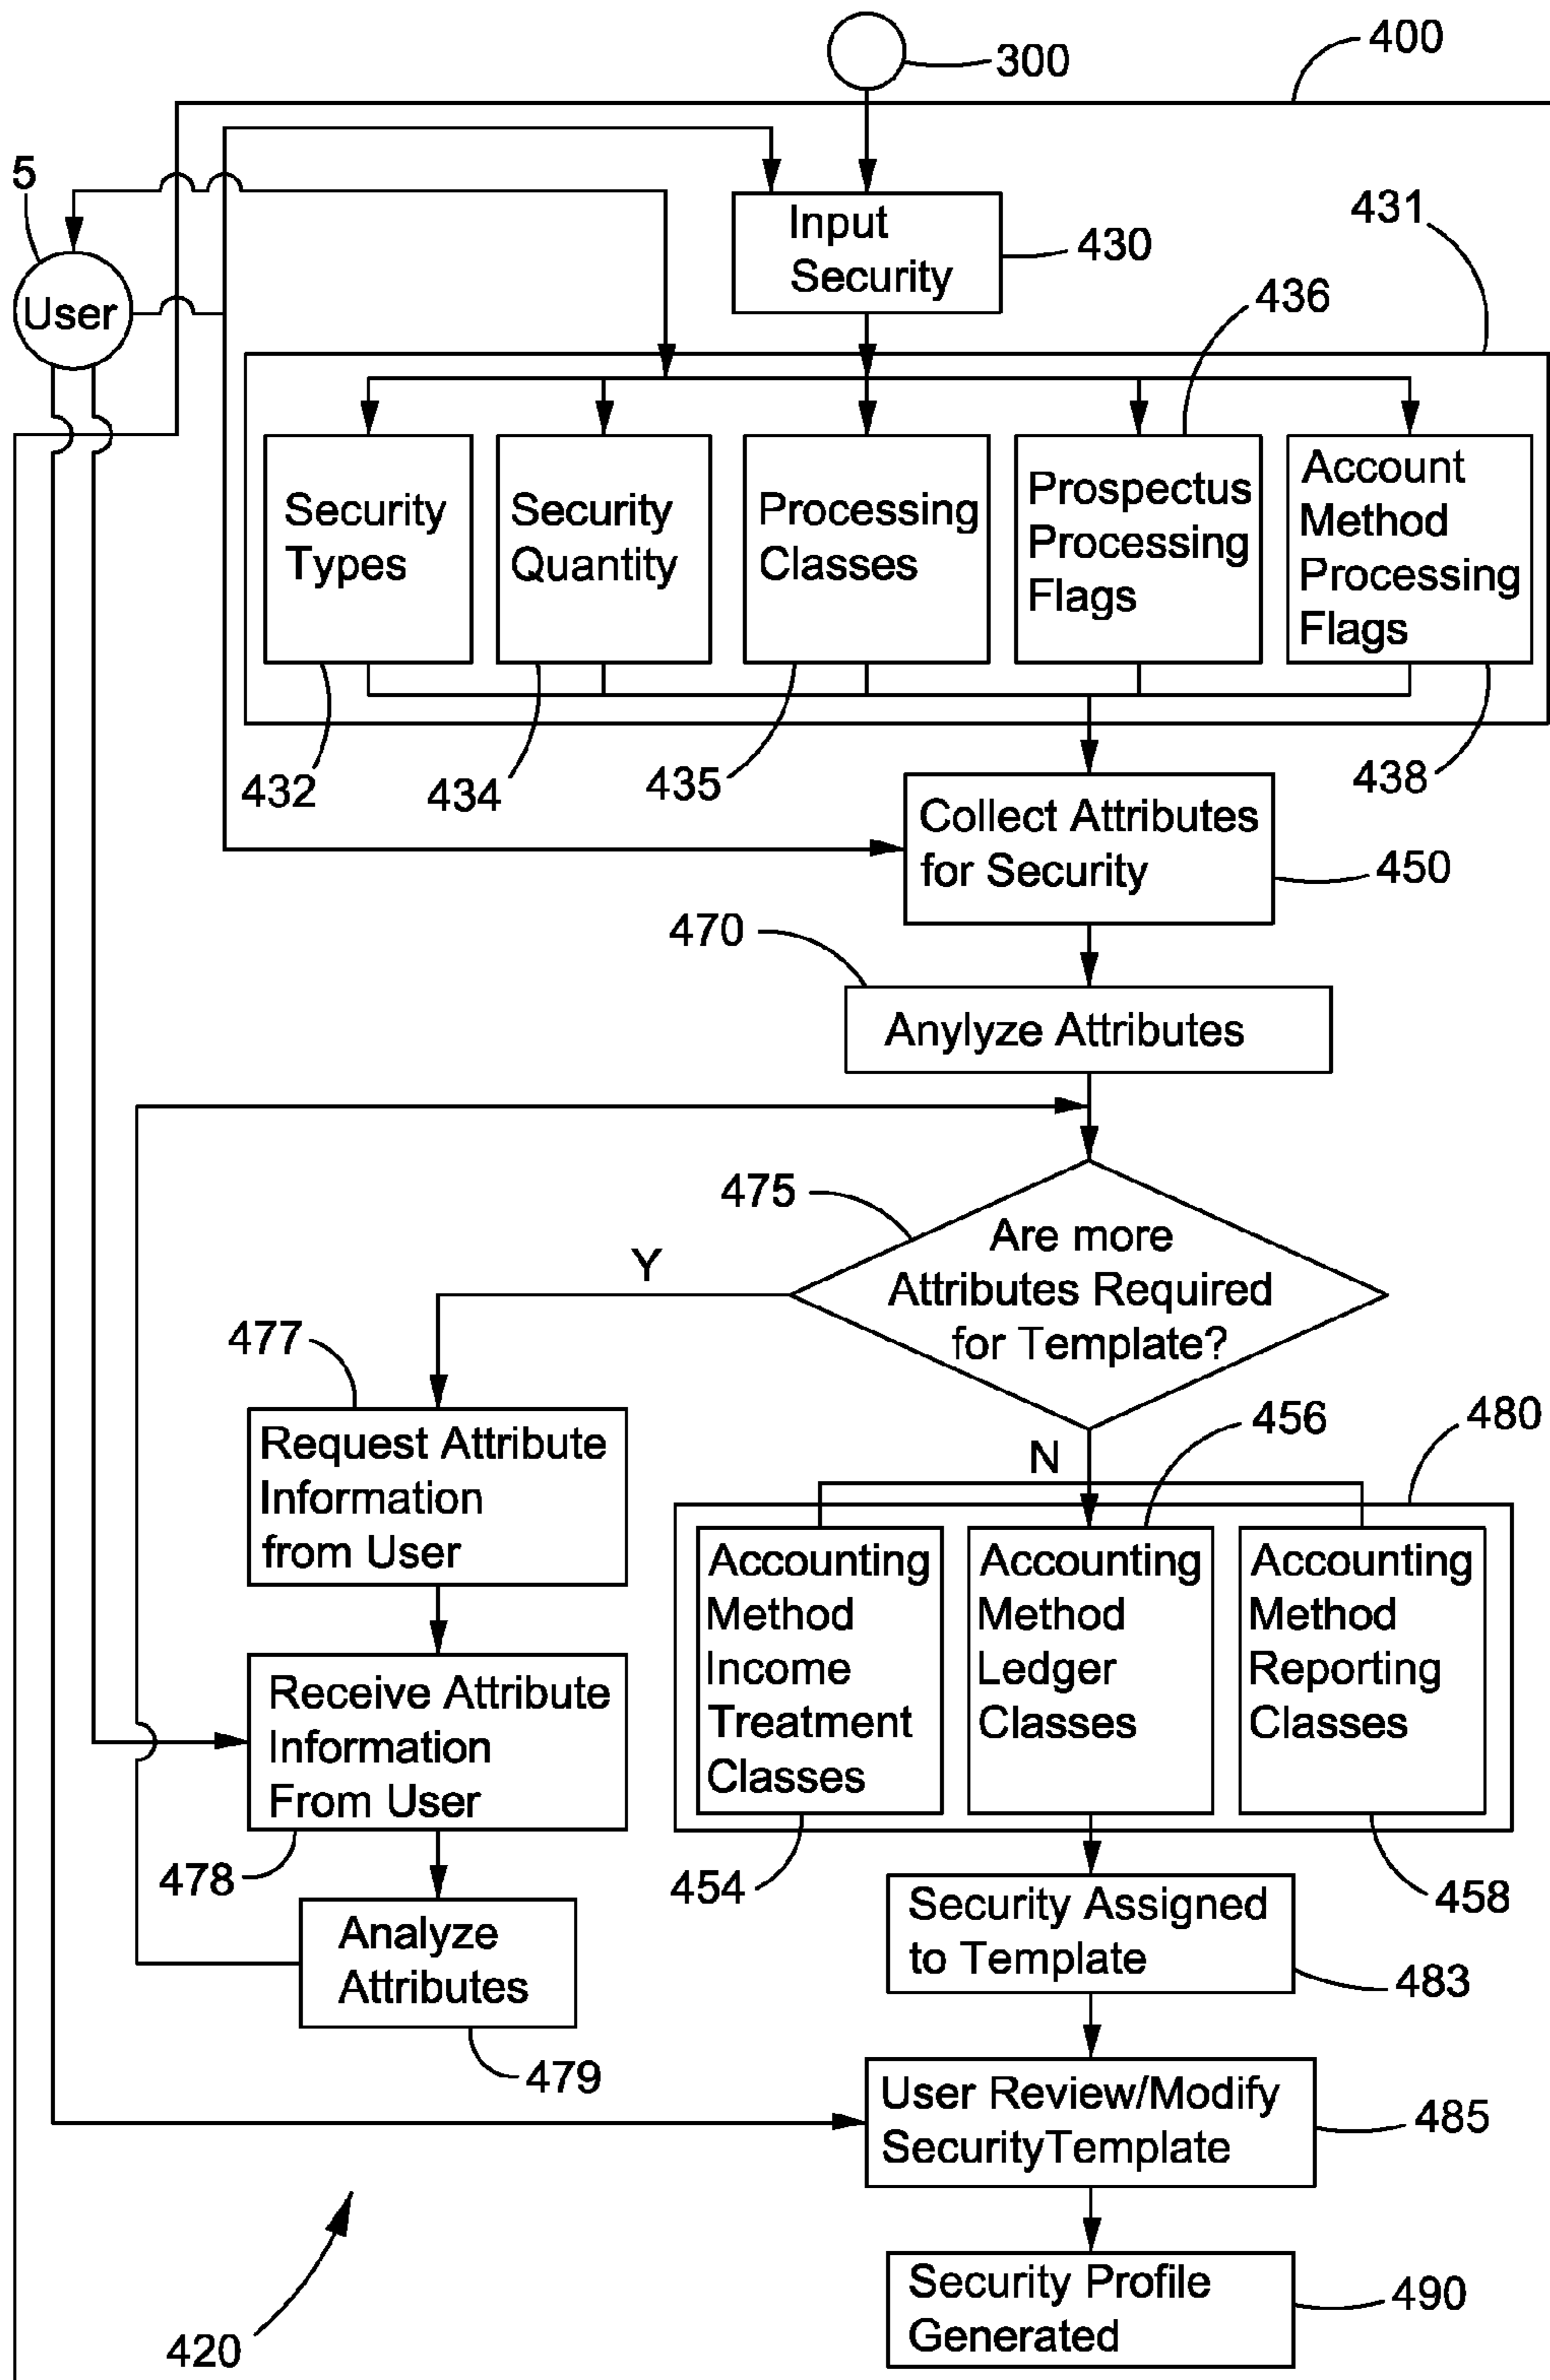 400
300
5
Input
Security
430
431
User
436
Security
Types
Security
Quantity
Processing
Classes
Prospectus
Processing
Flags
Account
Method
Processing
Flags
432
434
435
438
Collect Attributes
for Security
450
470
Anylyze Attributes
475
Are more
Attributes Required
for Template?
Y
477
N
456
480
Request Attribute
Information
from User
Accounting
Method
Income
Treatment
Classes
Accounting
Method
Ledger
Classes
Accounting
Method
Reporting
Classes
Receive Attribute
Information
From User
478
454
458
Analyze
Attributes
479
Security Assigned
to Template
483
User Review/Modify
SecurityTemplate
485
Security Profile
Generated
490
420